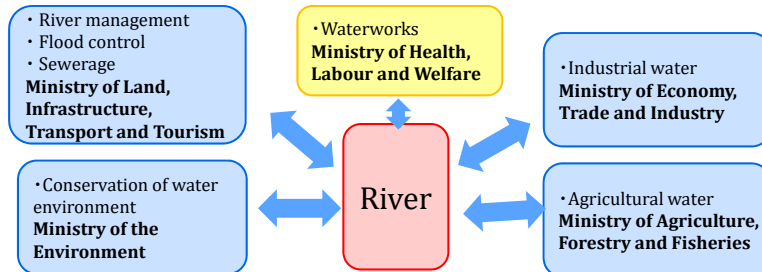 ・River management
・Flood control
・Sewerage
Ministry of Land,
Infrastructure,
Transport and Tourism
・Waterworks
Ministry of Health,
Labour and Welfare
・Industrial water
Ministry of Economy,
Trade and Industry
・Conservation of water
environment
Ministry of the
Environment
River
・Agricultural water
Ministry of Agriculture,
Forestry and Fisheries